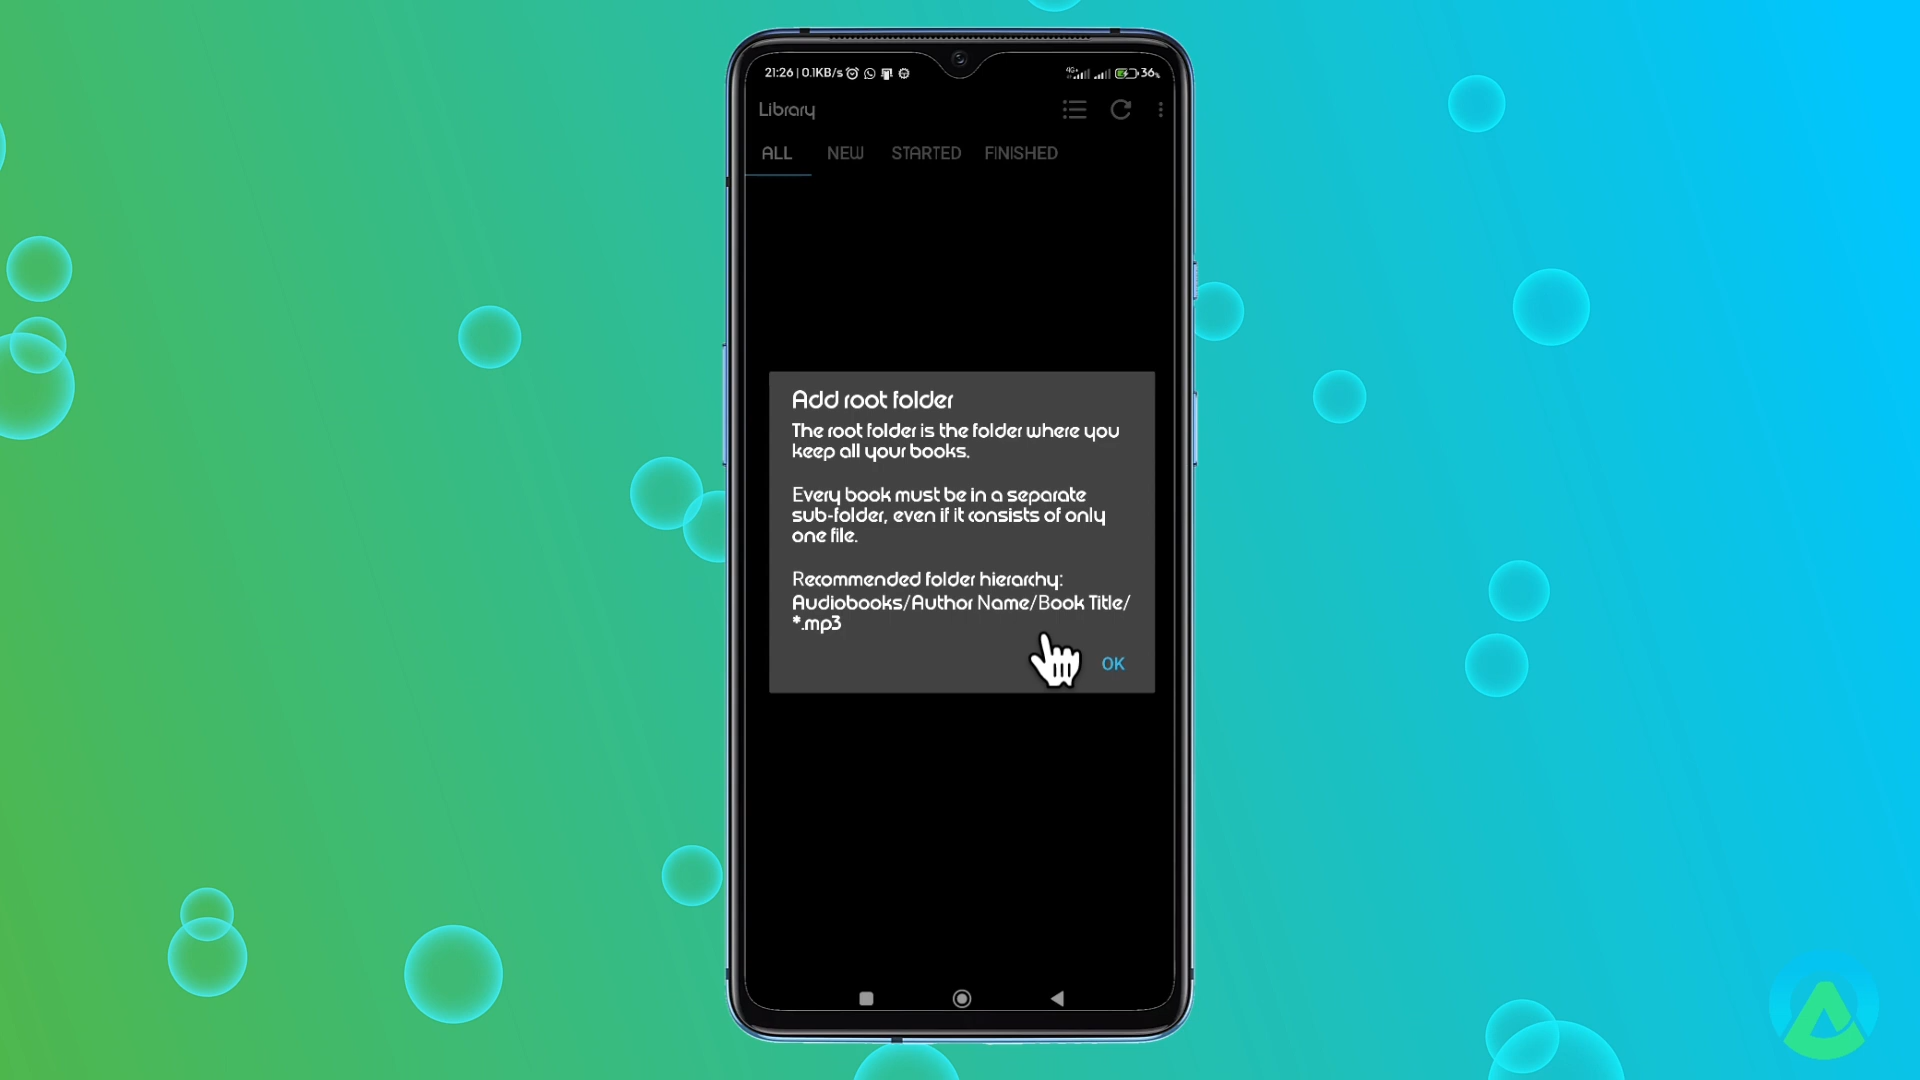 21:26 | 0.1KB/s
4G+
36%
Library
ALL NEW STARTED FINISHED
Add root folder
The root folder is the folder where you
keep all your books.
Every book must be in a separate
sub-folder, even if it consists of only
one file.
Recommended folder hierarchy:
Audiobooks/Author Name/Book Title/
*.mp3
OK